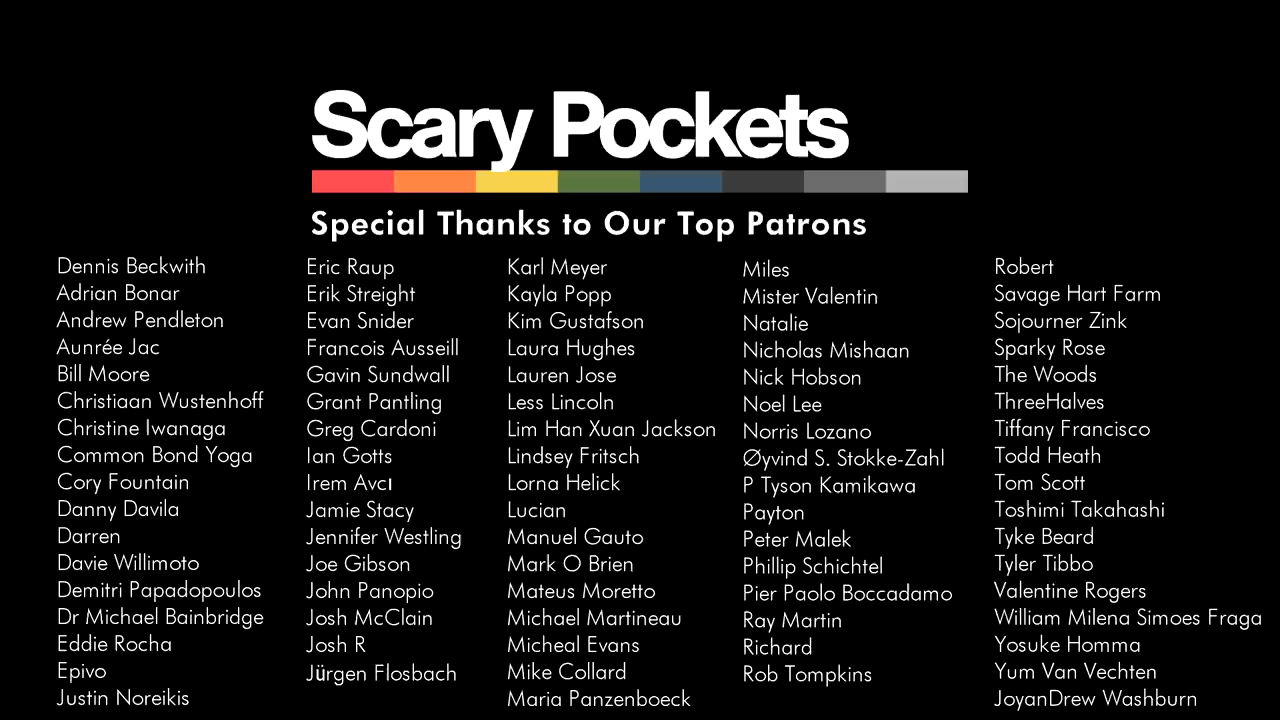 Scary Pockets
Special Thanks to Our Top Patrons
Dennis Beckwith
Adrian Bonar
Andrew Pendleton
Aunrée Jac
Bill Moore
Christiaan Wustenhoff
Christine Iwanaga
Common Bond Yoga
Cory Fountain
Danny Davila
Darren
Davie Willimoto
Demitri Papadopoulos
Dr Michael Bainbridge
Eddie Rocha
Epivo
Justin Noreikis
Eric Raup
Erik Streight
Evan Snider
Francois Ausseill
Gavin Sundwall
Grant Pantling
Greg Cardoni
Ian Gotts
Irem Avcı
Jamie Stacy
Jennifer Westling
Joe Gibson
John Panopio
Josh McClain
Josh R
Jürgen Flosbach
Karl Meyer
Kayla Popp
Kim Gustafson
Laura Hughes
Lauren Jose
Less Lincoln
Lim Han Xuan Jackson
Lindsey Fritsch
Lorna Helick
Lucian
Manuel Gauto
Mark O Brien
Mateus Moretto
Michael Martineau
Micheal Evans
Mike Collard
Maria Panzenboeck
Miles
Mister Valentin
Natalie
Nicholas Mishaan
Nick Hobson
Noel Lee
Norris Lozano
Øyvind S. Stokke-Zahl
P Tyson Kamikawa
Payton
Peter Malek
Phillip Schichtel
Pier Paolo Boccadamo
Ray Martin
Richard
Rob Tompkins
Robert
Savage Hart Farm
Sojourner Zink
Sparky Rose
The Woods
ThreeHalves
Tiffany Francisco
Todd Heath
Tom Scott
Toshimi Takahashi
Tyke Beard
Tyler Tibbo
Valentine Rogers
William Milena Simoes Fraga
Yosuke Homma
Yum Van Vechten
JoyanDrew Washburn